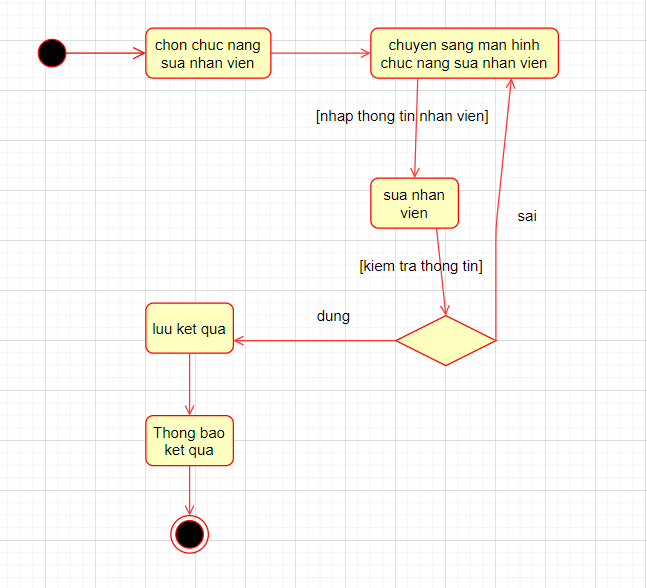 chon chuc nang
sua nhan vien
chuyen sang man hinh
chuc nang sua nhan vien
[nhap thong tin nhan vien]
sua nhan
vien
sai
[kiem tra thong tin]
dung
luu ket qua
Thong bao
ket qua